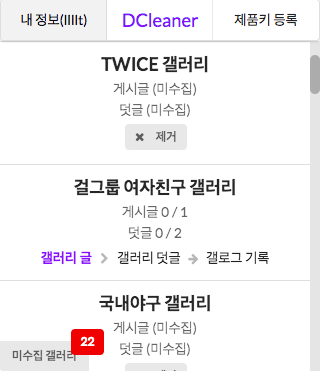 내 정보(IIIIt) DCleaner 제품키 등록
TWICE 갤러리
게시글 (미수집)
덧글 (미수집)
✖ 제거
걸그룹 여자친구 갤러리
게시글 0 / 1
덧글 0 / 2
갤러리 글 > 갤러리 덧글 → 갤로그 기록
국내야구 갤러리
게시글 (미수집)
덧글 (미수집)
22
미수집 갤러리